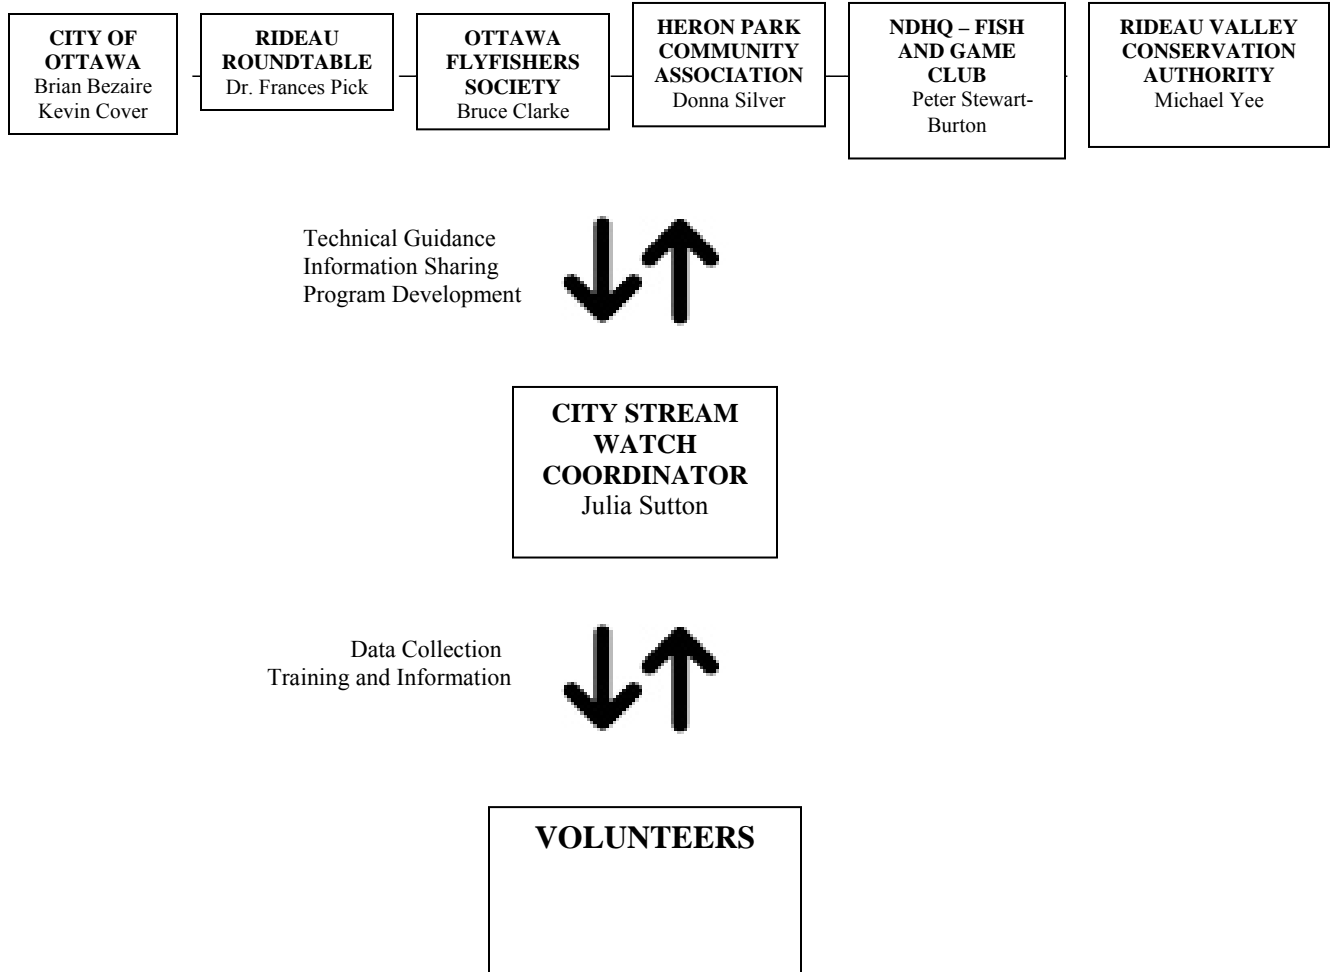 CITY OF
OTTAWA
Brian Bezaire
Kevin Cover
RIDEAU
ROUNDTABLE
Dr. Frances Pick
OTTAWA
FLYFISHERS
SOCIETY
Bruce Clarke
HERON PARK
COMMUNITY
ASSOCIATION
Donna Silver
NDHQ – FISH
AND GAME
CLUB
Peter Stewart-
Burton
RIDEAU VALLEY
CONSERVATION
AUTHORITY
Michael Yee
Technical Guidance
Information Sharing
Program Development
CITY STREAM
WATCH
COORDINATOR
Julia Sutton
Data Collection
Training and Information
VOLUNTEERS